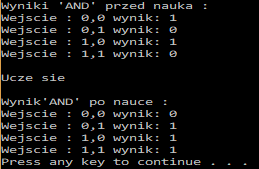 Wyniki 'AND' przed nauka :
Wejscie : 0,0 wynik: 1
Wejscie : 0,1 wynik: 0
Wejscie : 1,0 wynik: 1
Wejscie : 1,1 wynik: 0
Ucze sie
Wynik'AND' po nauce :
Wejscie : 0,0 wynik: 0
Wejscie : 0,1 wynik: 1
Wejscie : 1,0 wynik: 1
Wejscie : 1,1 wynik: 1
Press any key to continue . . .